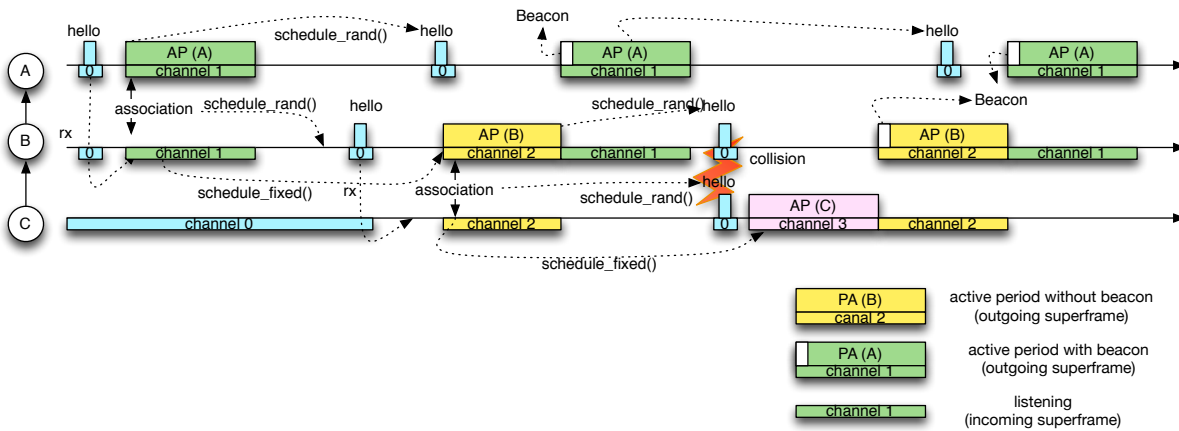 Beacon
hello
schedule_rand()
hello
hello
A
AP (A)
AP (A)
AP (A)
0
channel 1
0
channel 1
0
channel 1
association
schedule_rand()
hello
schedule_rand()
hello
Beacon
rx
B
AP (B)
AP (B)
0
channel 1
0
channel 2
channel 1
0
channel 2
channel 1
collision
schedule_fixed()
rx
association
hello
schedule_rand()
C
AP (C)
channel 0
channel 2
0
channel 3
channel 2
schedule_fixed()
PA (B)
canal 2
active period without beacon
(outgoing superframe)
PA (A)
channel 1
active period with beacon
(outgoing superframe)
channel 1
listening
(incoming superframe)